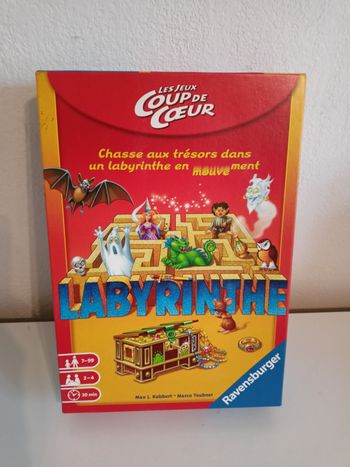 LES JEUX
COUP DE
CŒUR
Chasse aux trésors dans
un labyrinthe en mouvement
LABYRINTHE
7-99
2-4
20 min
Max J. Kobbert · Marco Teubner
Ravensburger